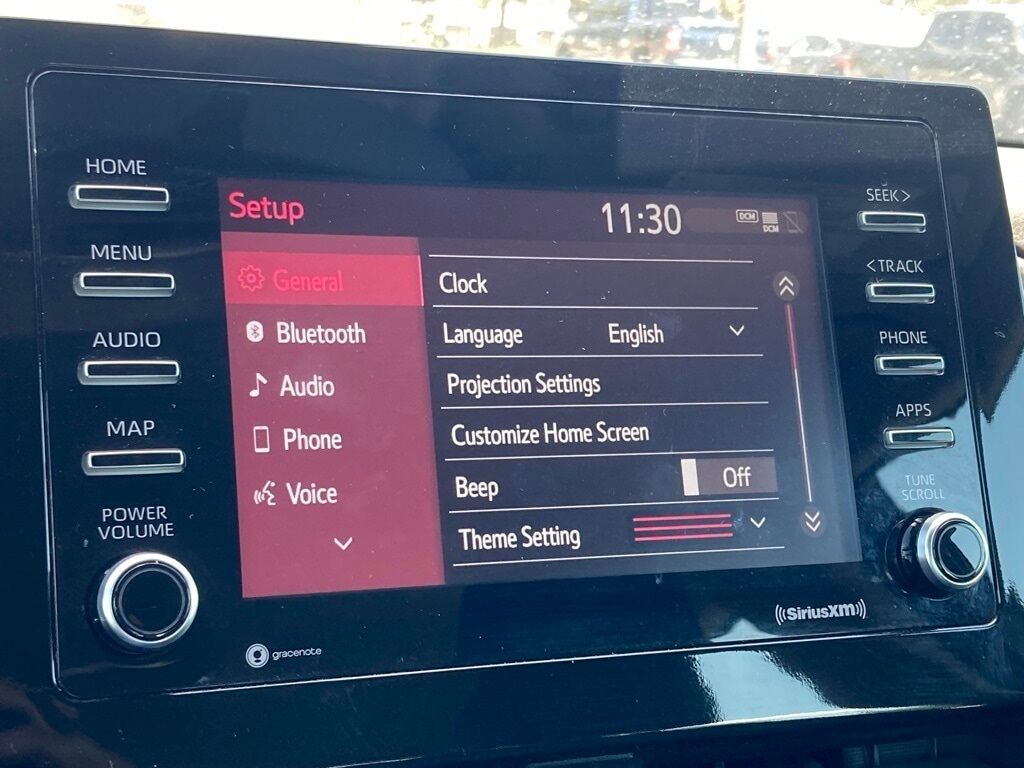 HOME
MENU
AUDIO
MAP
POWER
VOLUME
Setup
11:30
DCM
DCM
General
Bluetooth
Audio
Phone
Voice
Clock
Language English
Projection Settings
Customize Home Screen
Beep Off
Theme Setting
SEEK >
< TRACK
PHONE
APPS
TUNE
SCROLL
gracenote
((SiriusXM))